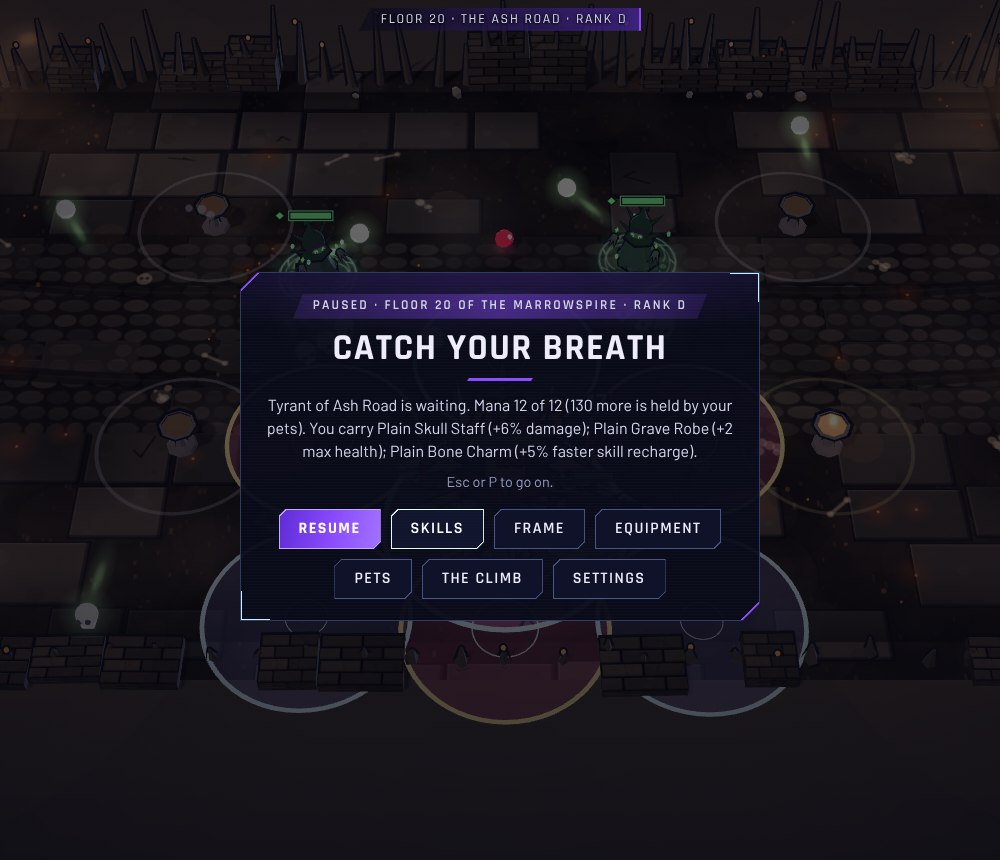 FLOOR 20 · THE ASH ROAD · RANK D
PAUSED · FLOOR 20 OF THE MARROWSPIRE · RANK D
CATCH YOUR BREATH
Tyrant of Ash Road is waiting. Mana 12 of 12 (130 more is held by your
pets). You carry Plain Skull Staff (+6% damage); Plain Grave Robe (+2
max health); Plain Bone Charm (+5% faster skill recharge).
Esc or P to go on.
RESUME SKILLS FRAME EQUIPMENT
PETS THE CLIMB SETTINGS